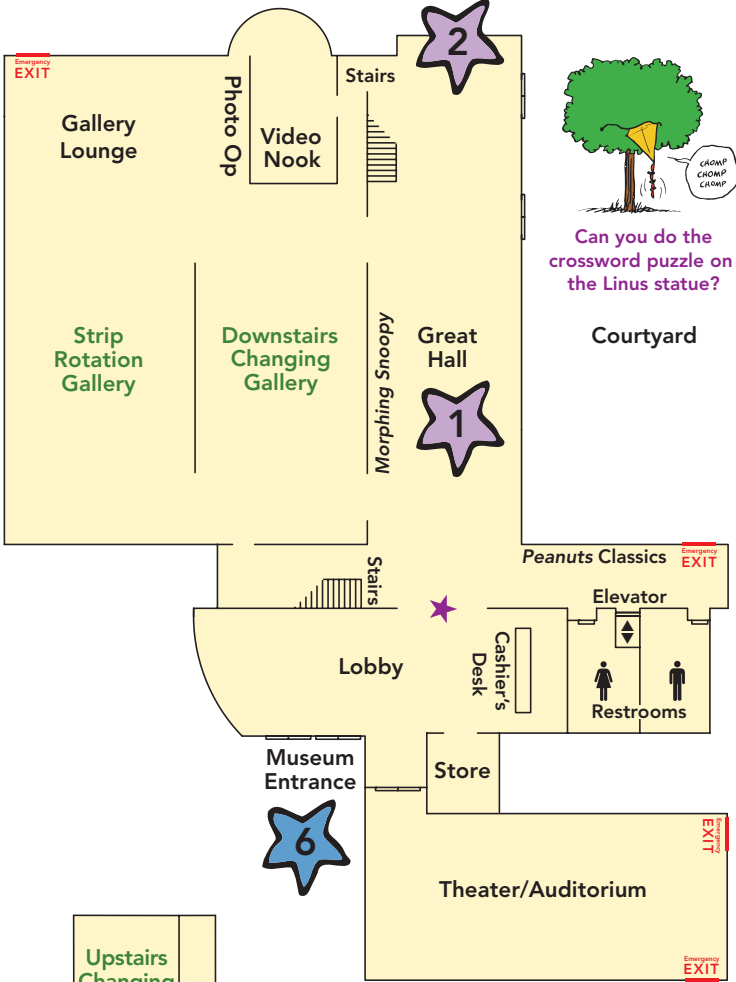 Emergency
EXIT
2
Stairs
Photo Op
Gallery
Lounge
Video
Nook
CHOMP
CHOMP
CHOMP
Can you do the
crossword puzzle on
the Linus statue?
Strip
Rotation
Gallery
Downstairs
Changing
Gallery
Morphing Snoopy
Great
Hall
Courtyard
1
Peanuts Classics
Emergency
EXIT
Stairs
Elevator
Lobby
Cashier's
Desk
Restrooms
Museum
Entrance
Store
6
Emergency
EXIT
Theater/Auditorium
Emergency
EXIT
Upstairs
Changing